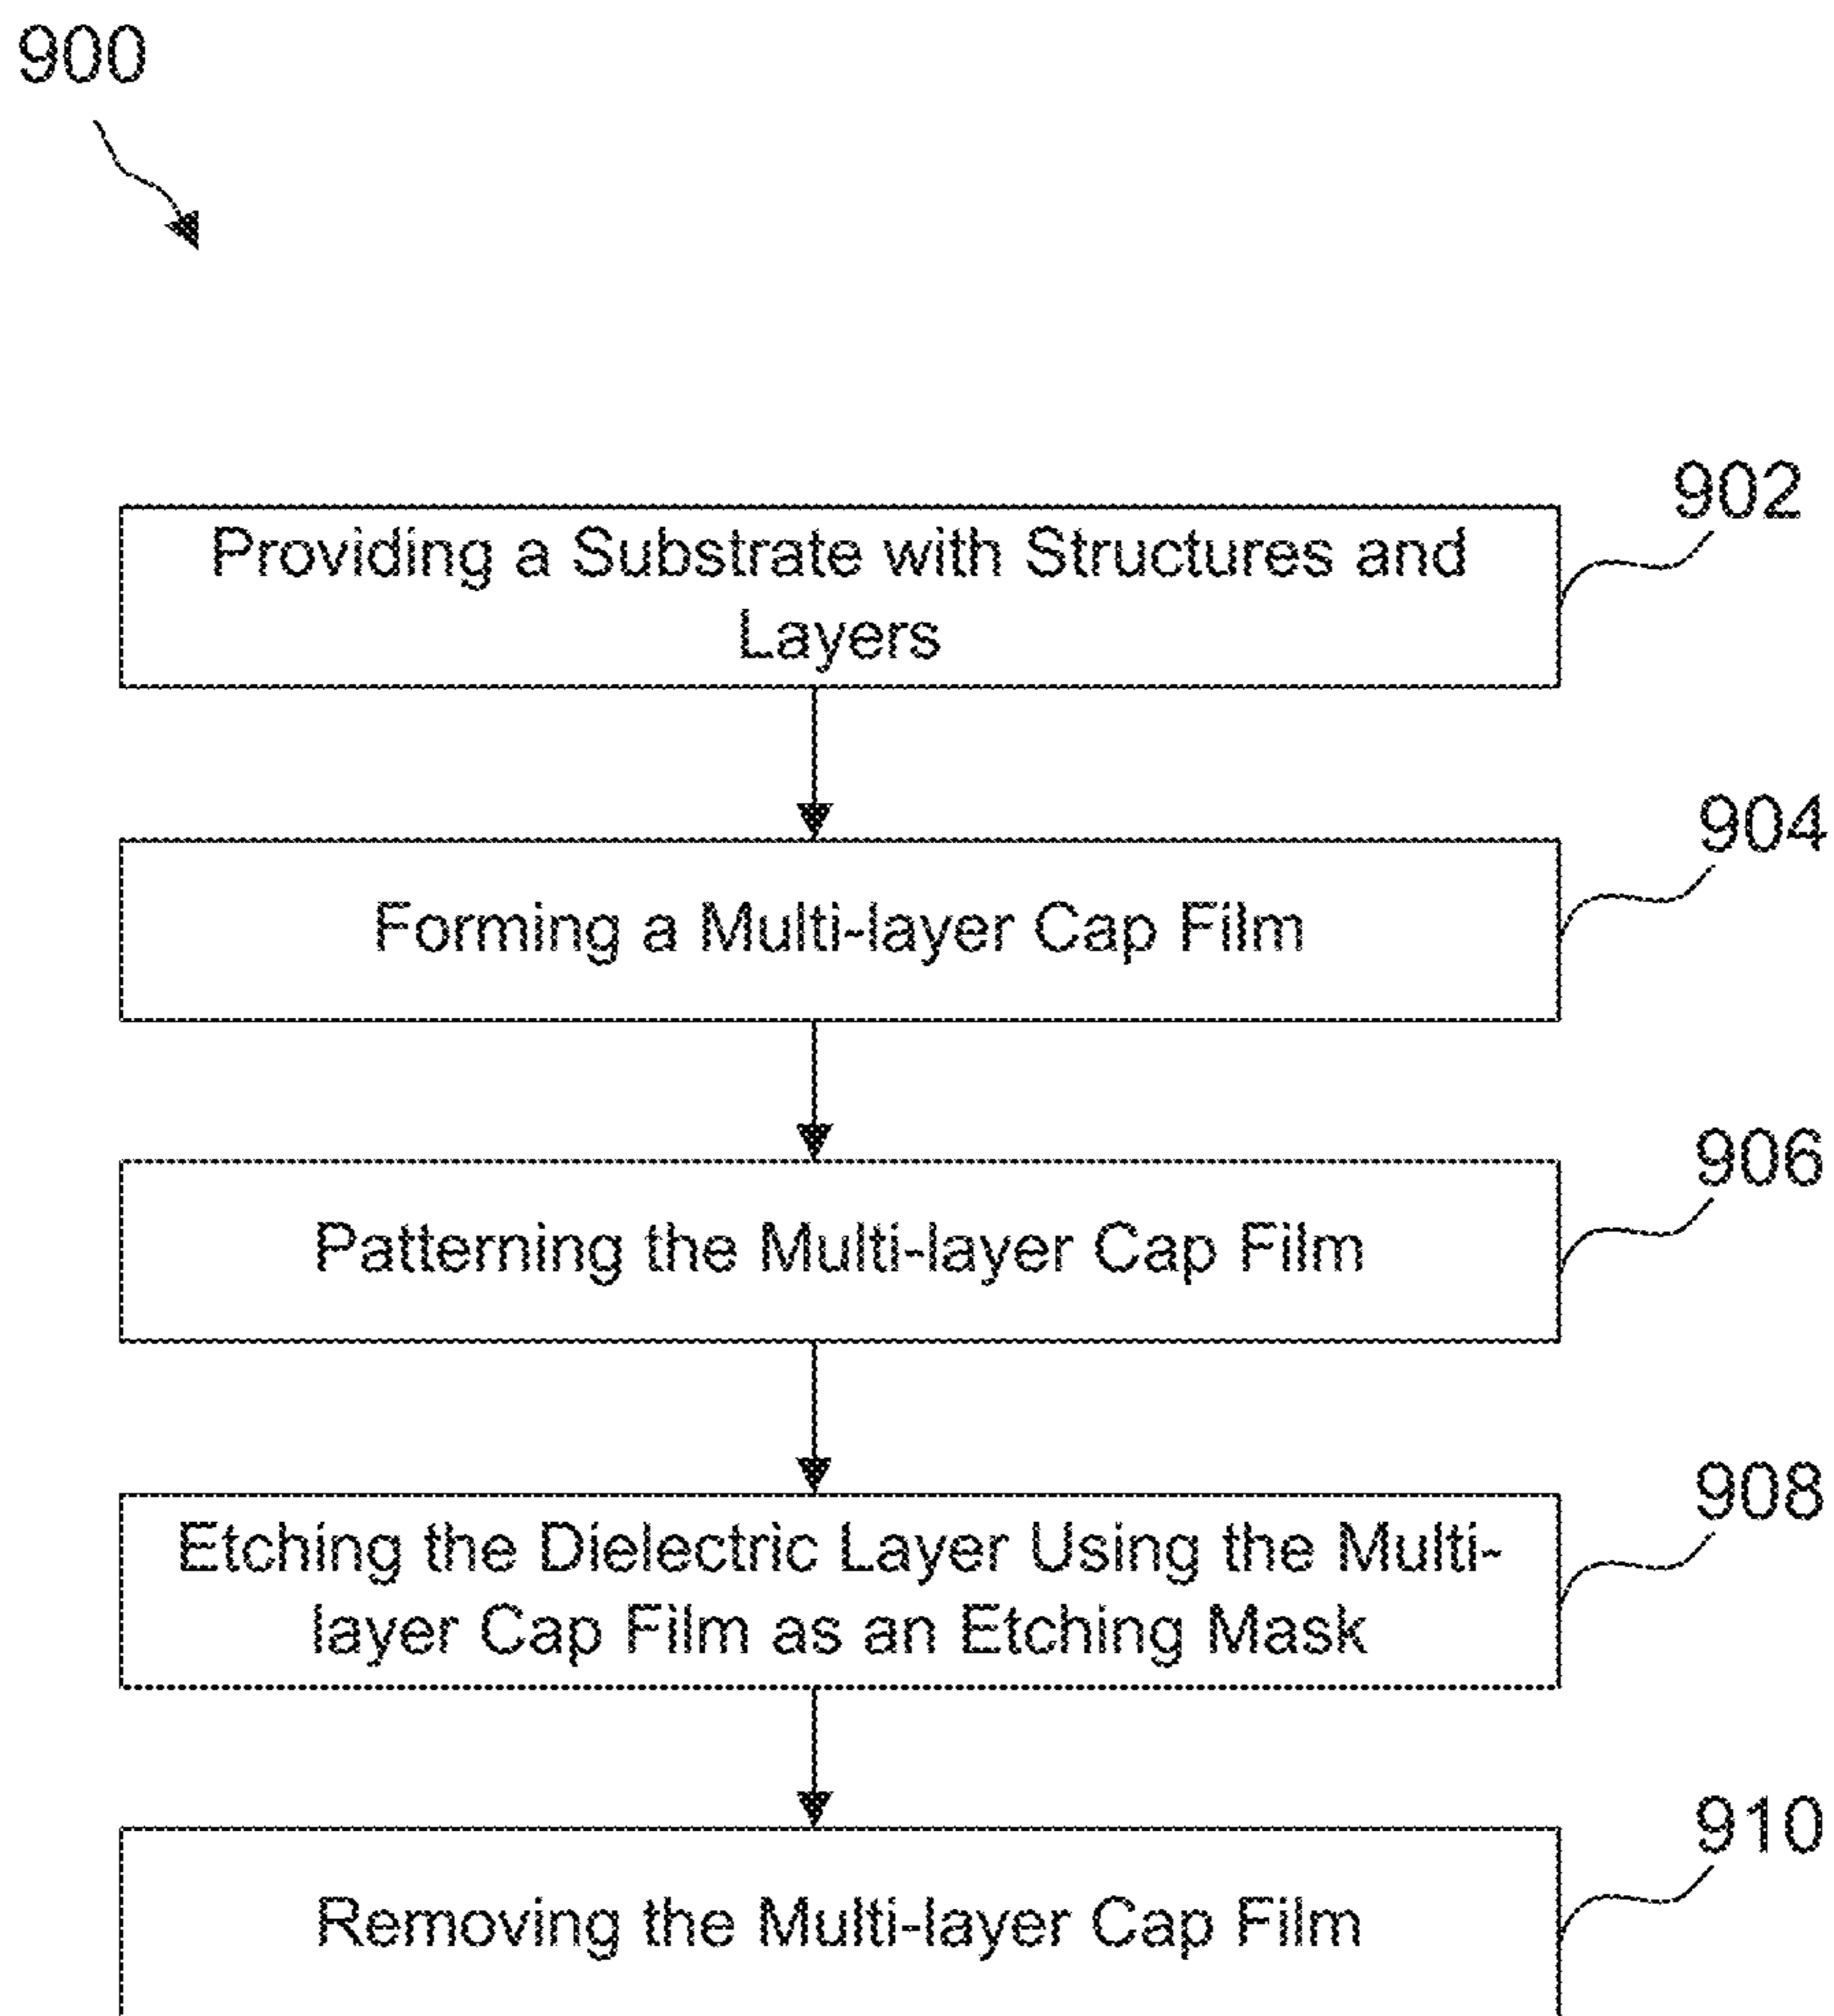 900
902
Providing a Substrate with Structures and
Layers
904
Forming a Multi-layer Cap Film
906
Patterning the Multi-layer Cap Film
908
Etching the Dielectric Layer Using the Multi-
layer Cap Film as an Etching Mask
910
Removing the Multi-layer Cap Film